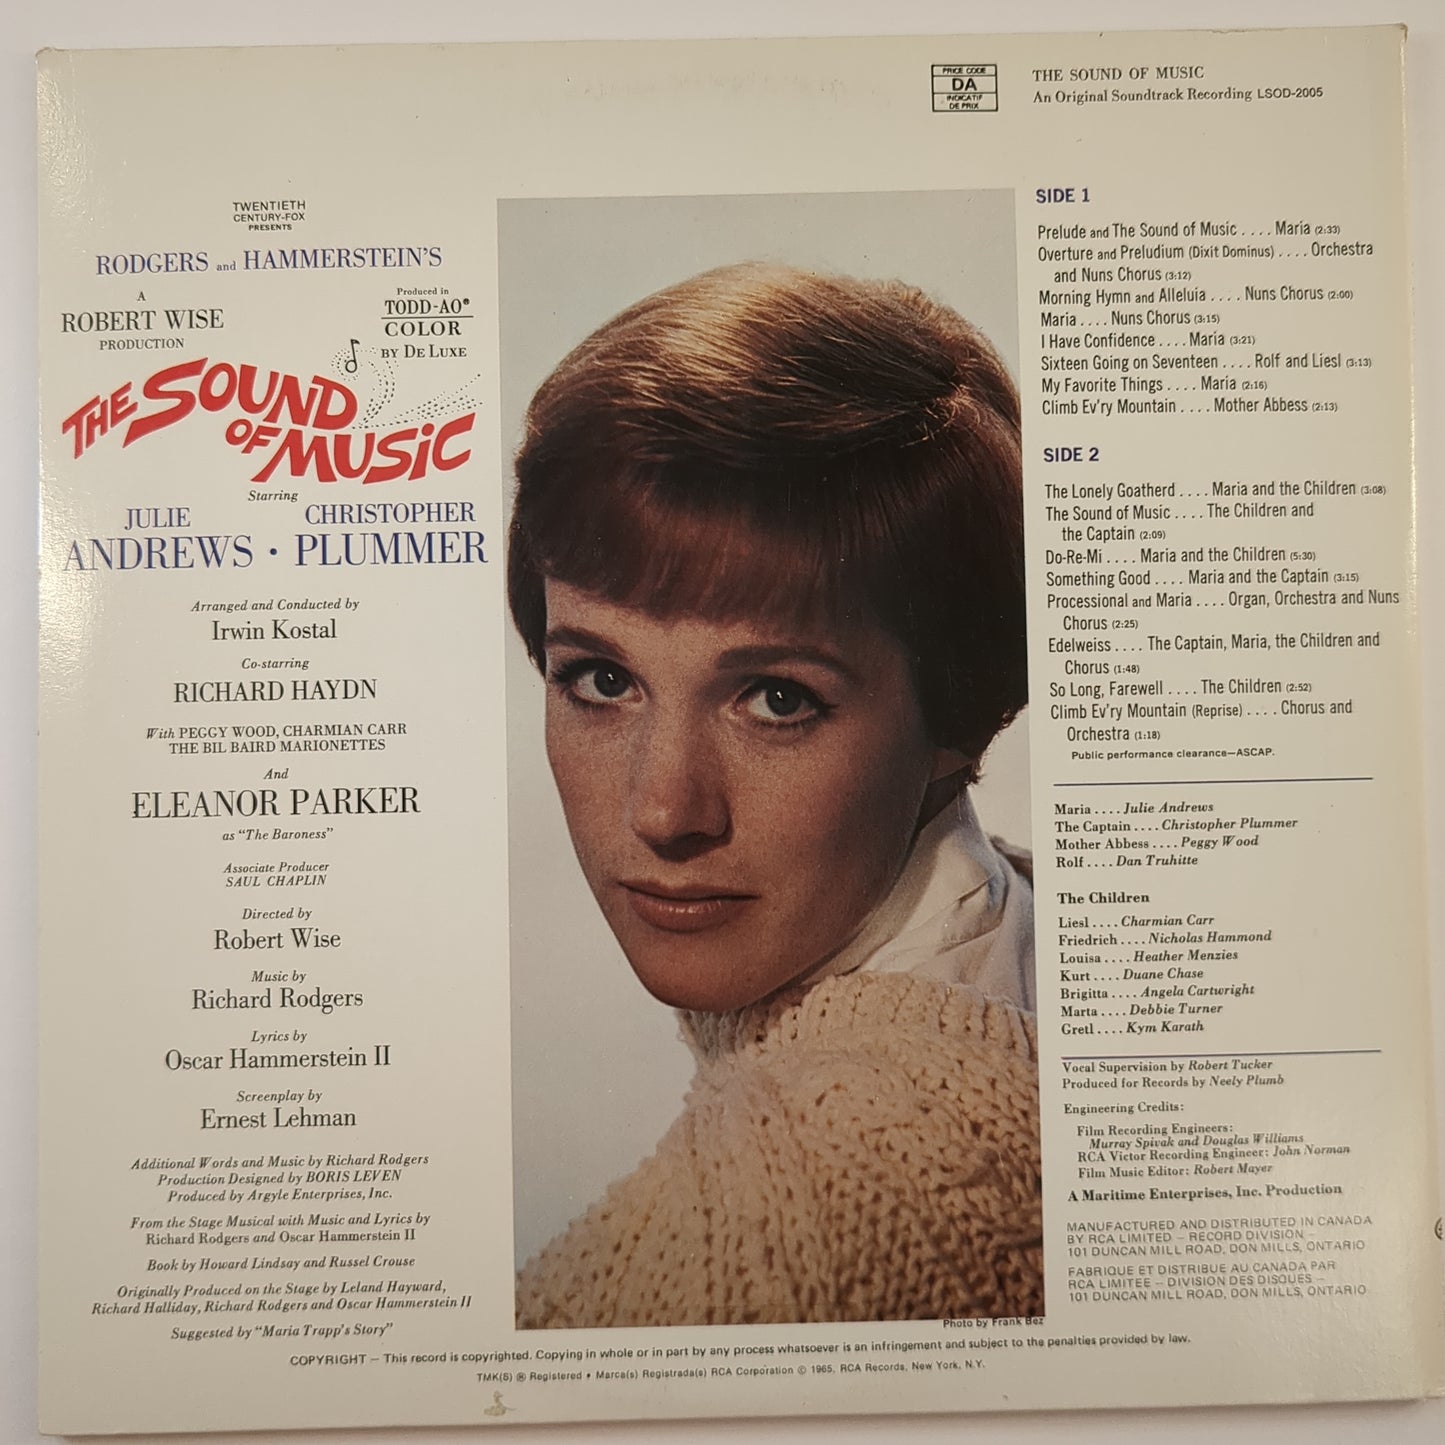 PRICE CODE
DA
INDICATIF
DE PRIX
THE SOUND OF MUSIC
An Original Soundtrack Recording LSOD-2005
TWENTIETH
CENTURY-FOX
PRESENTS
RODGERS and HAMMERSTEIN'S
A
ROBERT WISE
PRODUCTION
Produced in
TODD-AO®
COLOR
BY DE LUXE
THE SOUND
OF MUSIC
Starring
JULIE
ANDREWS · 
CHRISTOPHER
PLUMMER
Arranged and Conducted by
Irwin Kostal
Co-starring
RICHARD HAYDN
With PEGGY WOOD, CHARMIAN CARR
THE BIL BAIRD MARIONETTES
And
ELEANOR PARKER
as "The Baroness"
Associate Producer
SAUL CHAPLIN
Directed by
Robert Wise
Music by
Richard Rodgers
Lyrics by
Oscar Hammerstein II
Screenplay by
Ernest Lehman
Additional Words and Music by Richard Rodgers
Production Designed by BORIS LEVEN
Produced by Argyle Enterprises, Inc.
From the Stage Musical with Music and Lyrics by
Richard Rodgers and Oscar Hammerstein II
Book by Howard Lindsay and Russel Crouse
Originally Produced on the Stage by Leland Hayward,
Richard Halliday, Richard Rodgers and Oscar Hammerstein II
Suggested by "Maria Trapp's Story"
SIDE 1
Prelude and The Sound of Music . . . . Maria (2:33)
Overture and Preludium (Dixit Dominus) . . . . Orchestra
and Nuns Chorus (3:12)
Morning Hymn and Alleluia . . . . Nuns Chorus (2:00)
Maria . . . . Nuns Chorus (3:15)
I Have Confidence . . . . Maria (3:21)
Sixteen Going on Seventeen . . . . Rolf and Liesl (3:13)
My Favorite Things . . . . Maria (2:16)
Climb Ev'ry Mountain . . . . Mother Abbess (2:13)
SIDE 2
The Lonely Goatherd . . . . Maria and the Children (3:08)
The Sound of Music . . . . The Children and
the Captain (2:09)
Do-Re-Mi . . . . Maria and the Children (5:30)
Something Good . . . . Maria and the Captain (3:15)
Processional and Maria . . . . Organ, Orchestra and Nuns
Chorus (2:25)
Edelweiss . . . . The Captain, Maria, the Children and
Chorus (1:48)
So Long, Farewell . . . . The Children (2:52)
Climb Ev'ry Mountain (Reprise) . . . . Chorus and
Orchestra (1:18)
Public performance clearance—ASCAP.
Maria . . . . Julie Andrews
The Captain . . . . Christopher Plummer
Mother Abbess . . . . Peggy Wood
Rolf . . . . Dan Truhitte
The Children
Liesl . . . . Charmian Carr
Friedrich . . . . Nicholas Hammond
Louisa . . . . Heather Menzies
Kurt . . . . Duane Chase
Brigitta . . . . Angela Cartwright
Marta . . . . Debbie Turner
Gretl . . . . Kym Karath
Vocal Supervision by Robert Tucker
Produced for Records by Neely Plumb
Engineering Credits:
Film Recording Engineers:
Murray Spivak and Douglas Williams
RCA Victor Recording Engineer: John Norman
Film Music Editor: Robert Mayer
A Maritime Enterprises, Inc. Production
MANUFACTURED AND DISTRIBUTED IN CANADA
BY RCA LIMITED – RECORD DIVISION –
101 DUNCAN MILL ROAD, DON MILLS, ONTARIO
FABRIQUE ET DISTRIBUE AU CANADA PAR
RCA LIMITEE – DIVISION DES DISQUES –
101 DUNCAN MILL ROAD, DON MILLS, ONTARIO
Photo by Frank Bez
COPYRIGHT – This record is copyrighted. Copying in whole or in part by any process whatsoever is an infringement and subject to the penalties provided by law.
TMK(S) ® Registered • Marca(s) Registrada(s) RCA Corporation © 1965, RCA Records, New York, N.Y.